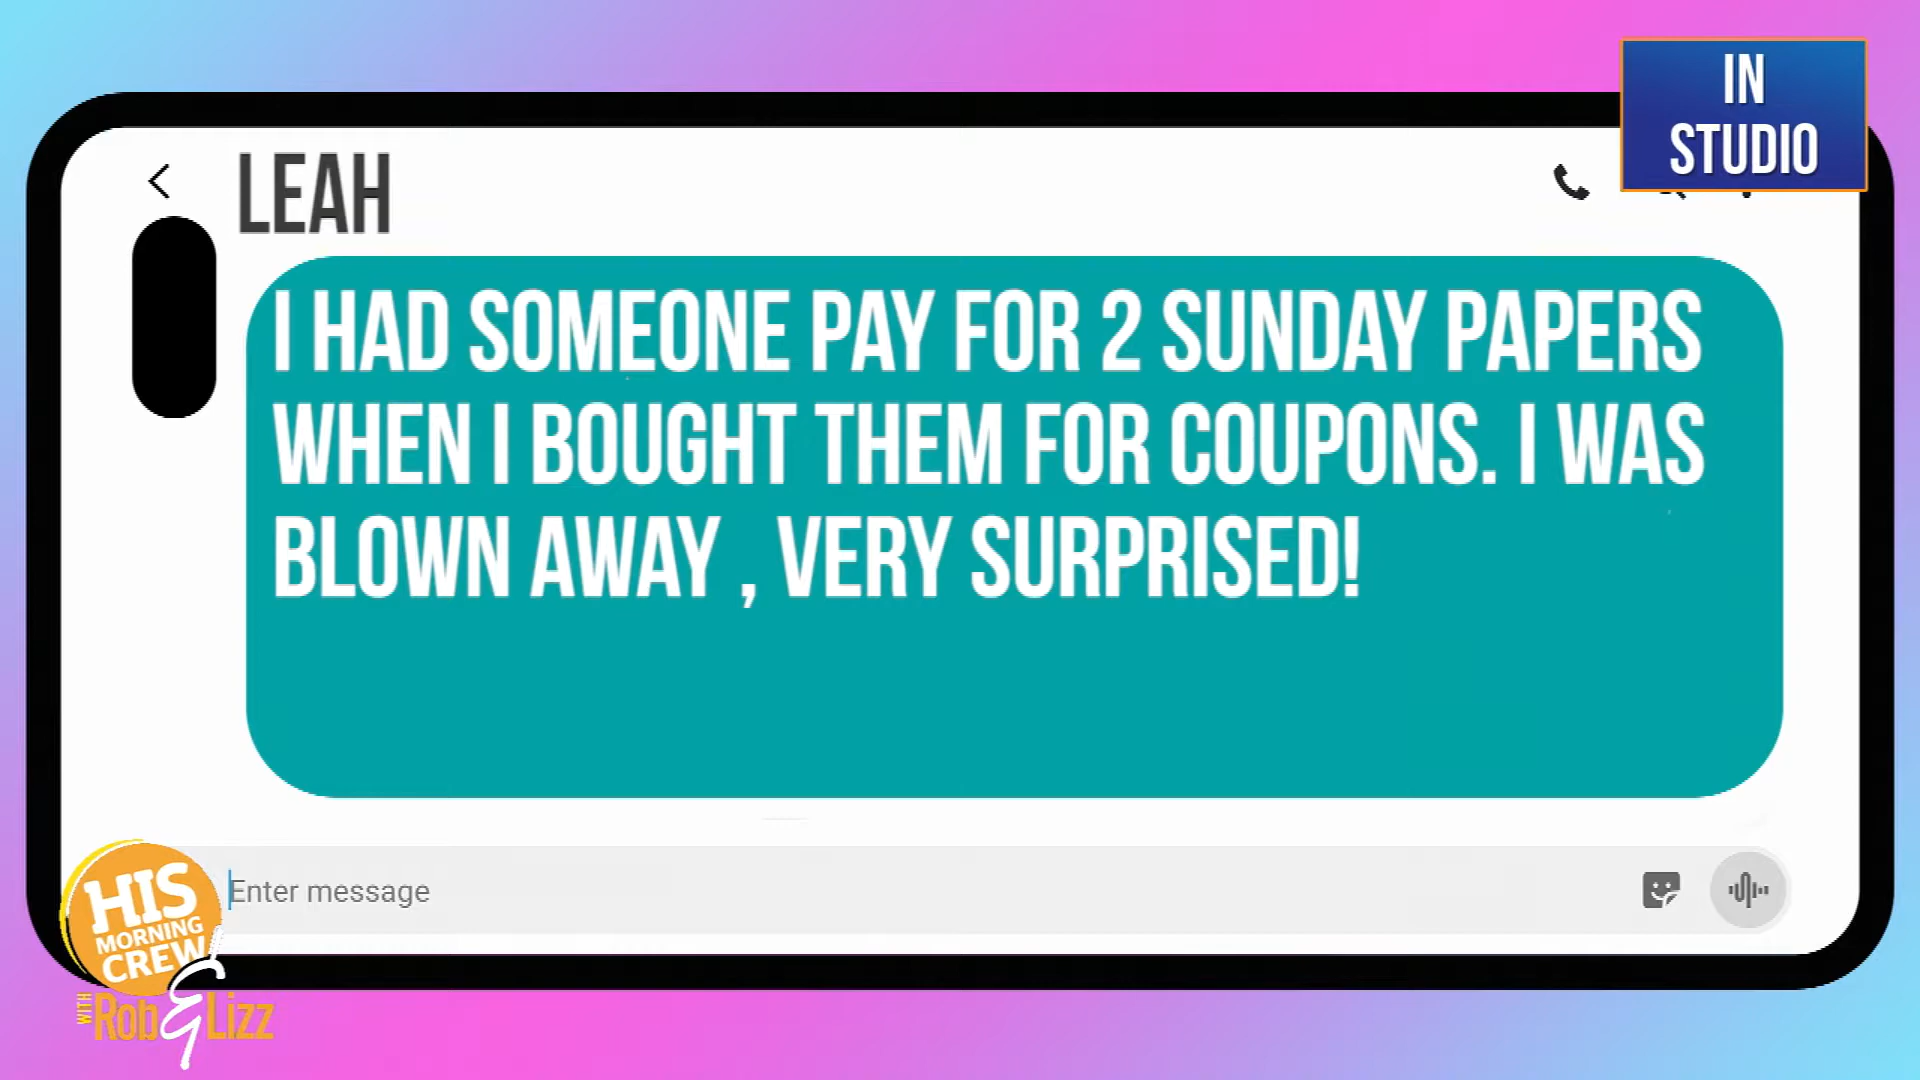 IN
STUDIO
LEAH
I HAD SOMEONE PAY FOR 2 SUNDAY PAPERS
WHEN I BOUGHT THEM FOR COUPONS. I WAS
BLOWN AWAY , VERY SURPRISED!
Enter message
HIS
MORNING
CREW
WITH Rob & Lizz